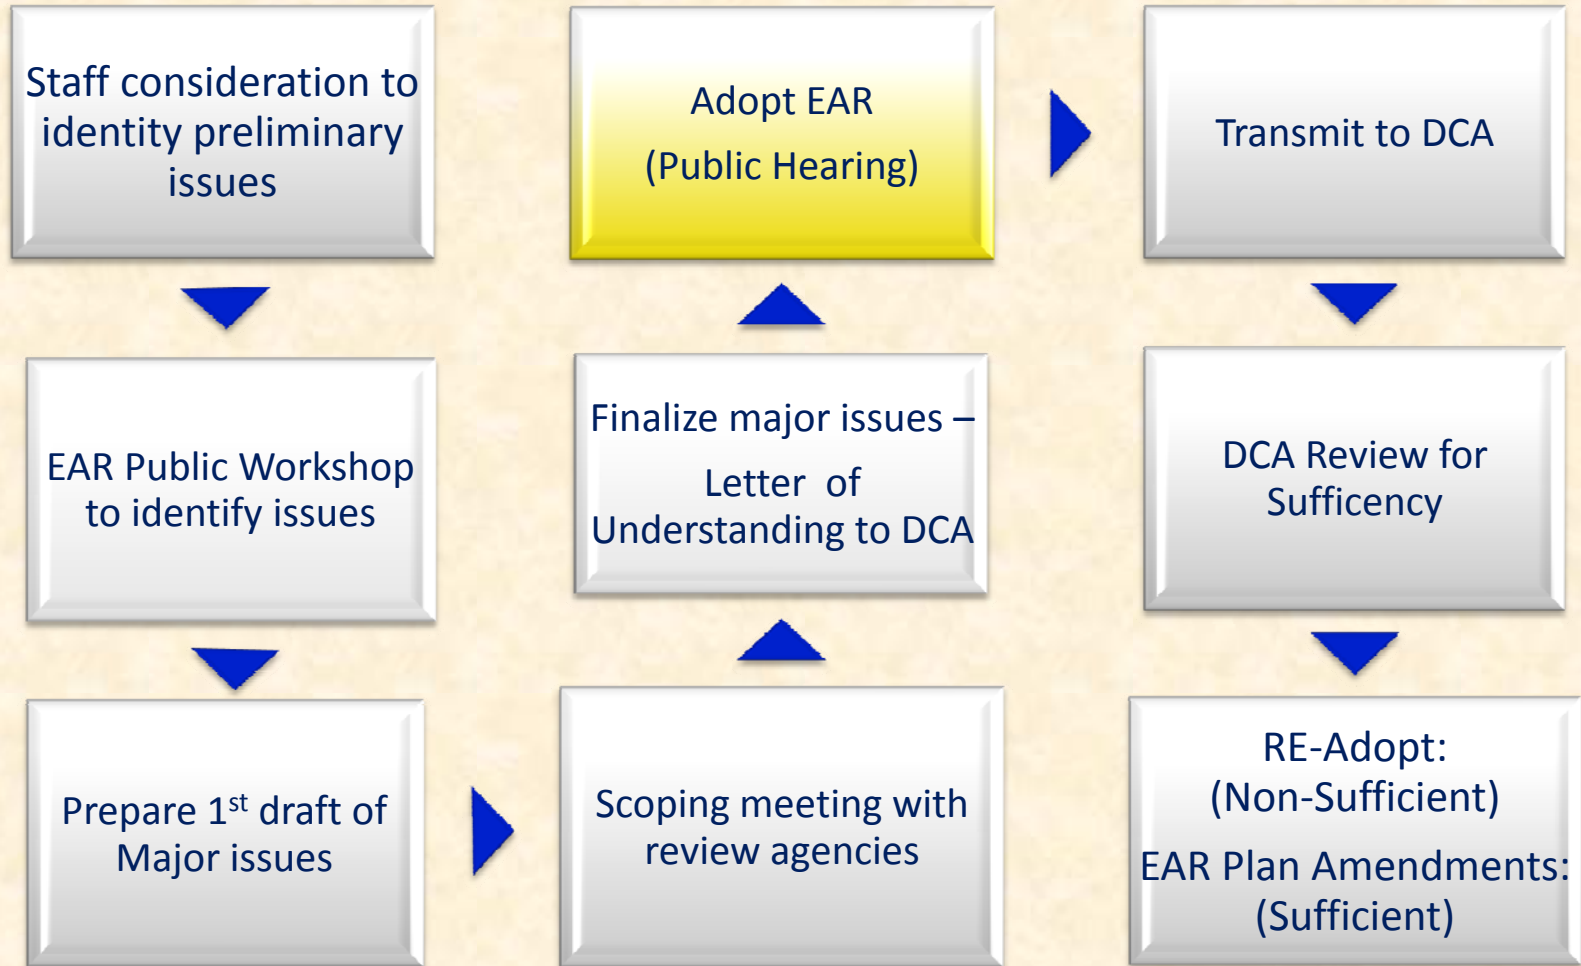 Staff consideration to
identity preliminary
issues
EAR Public Workshop
to identify issues
Prepare 1st draft of
Major issues
Scoping meeting with
review agencies
Finalize major issues –
Letter of
Understanding to DCA
Adopt EAR
(Public Hearing)
Transmit to DCA
DCA Review for
Sufficency
RE-Adopt:
(Non-Sufficient)
EAR Plan Amendments:
(Sufficient)